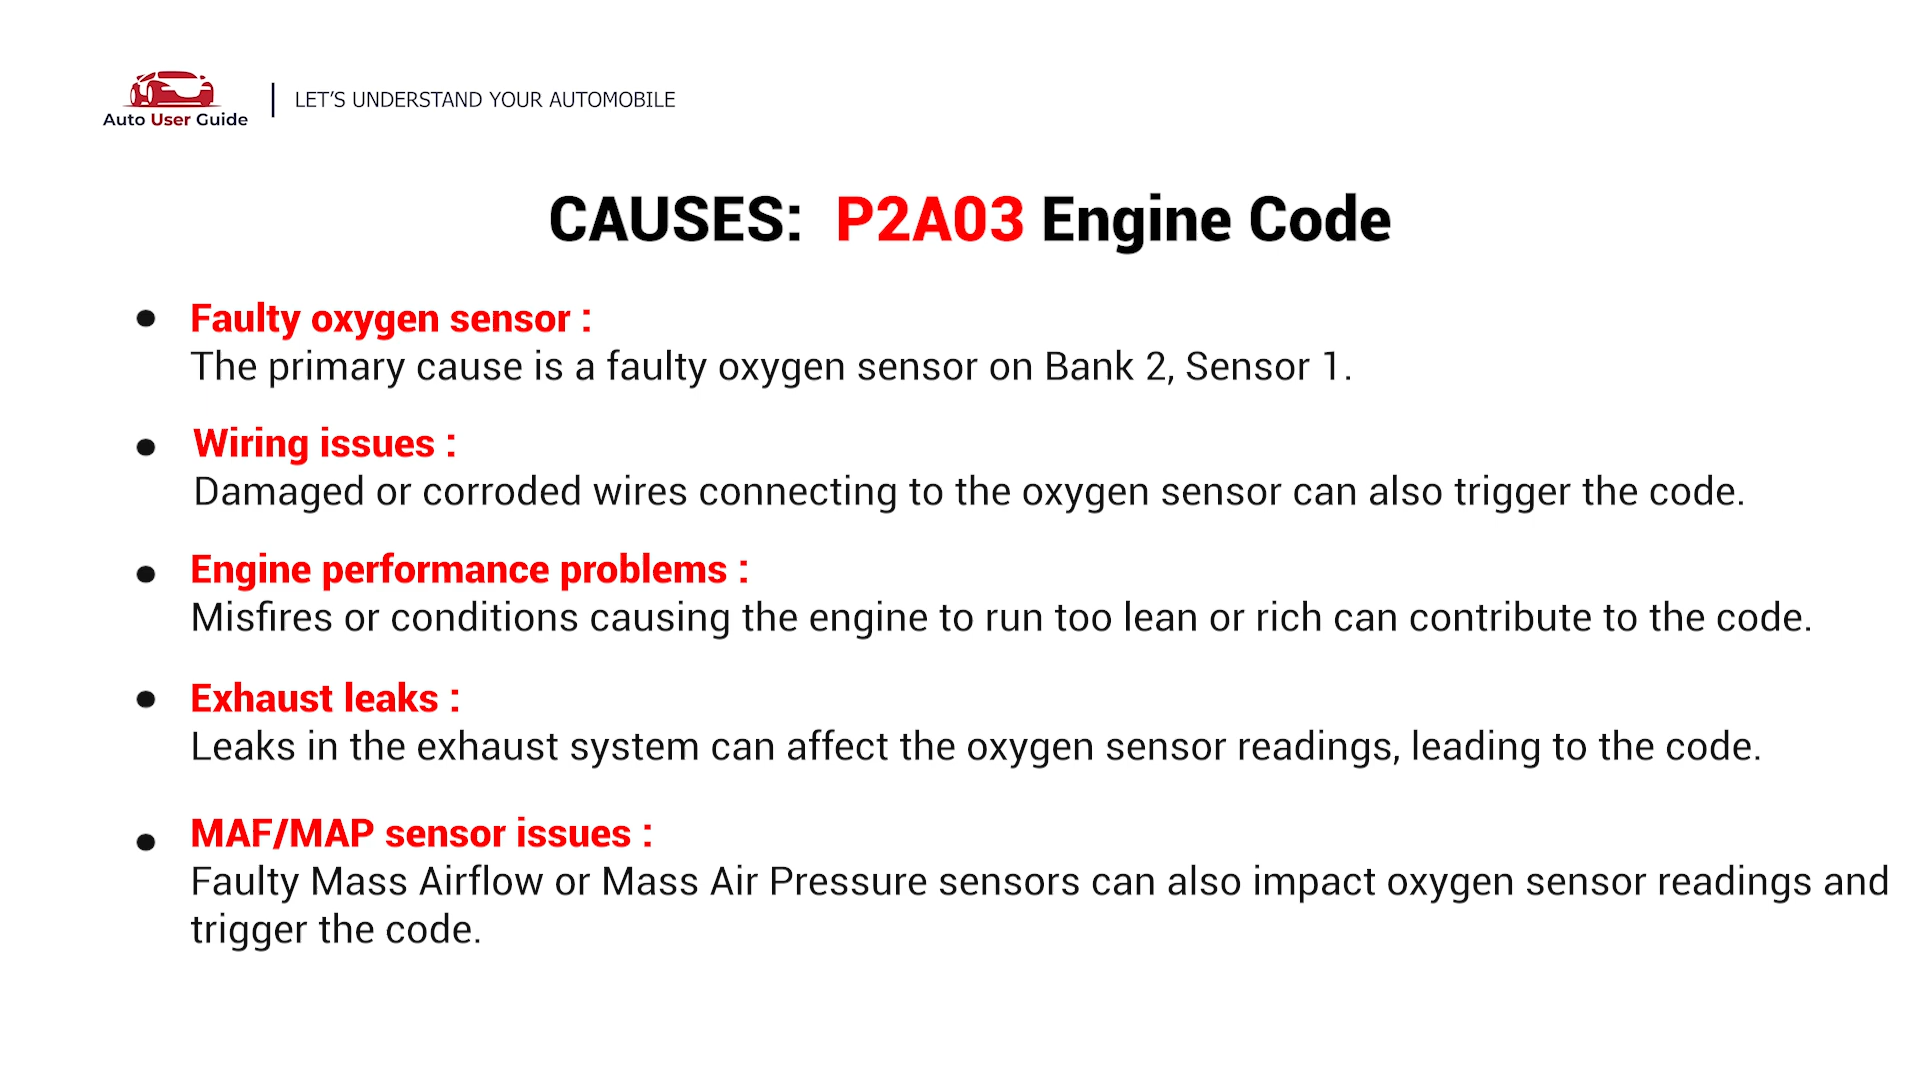 Auto User Guide
LET'S UNDERSTAND YOUR AUTOMOBILE
CAUSES: P2A03 Engine Code
Faulty oxygen sensor :
The primary cause is a faulty oxygen sensor on Bank 2, Sensor 1.
Wiring issues :
Damaged or corroded wires connecting to the oxygen sensor can also trigger the code.
Engine performance problems :
Misfires or conditions causing the engine to run too lean or rich can contribute to the code.
Exhaust leaks :
Leaks in the exhaust system can affect the oxygen sensor readings, leading to the code.
MAF/MAP sensor issues :
Faulty Mass Airflow or Mass Air Pressure sensors can also impact oxygen sensor readings and
trigger the code.